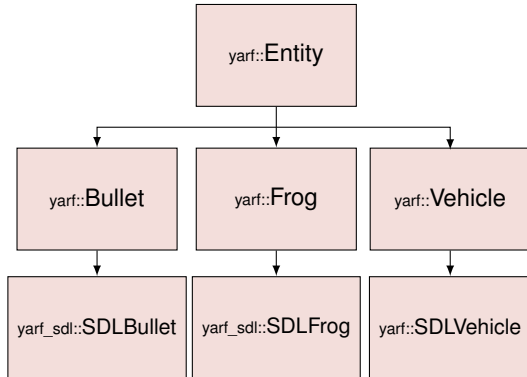 yarf::Entity
yarf::Bullet
yarf::Frog
yarf::Vehicle
yarf_sdl::SDLBullet
yarf_sdl::SDLFrog
yarf::SDLVehicle